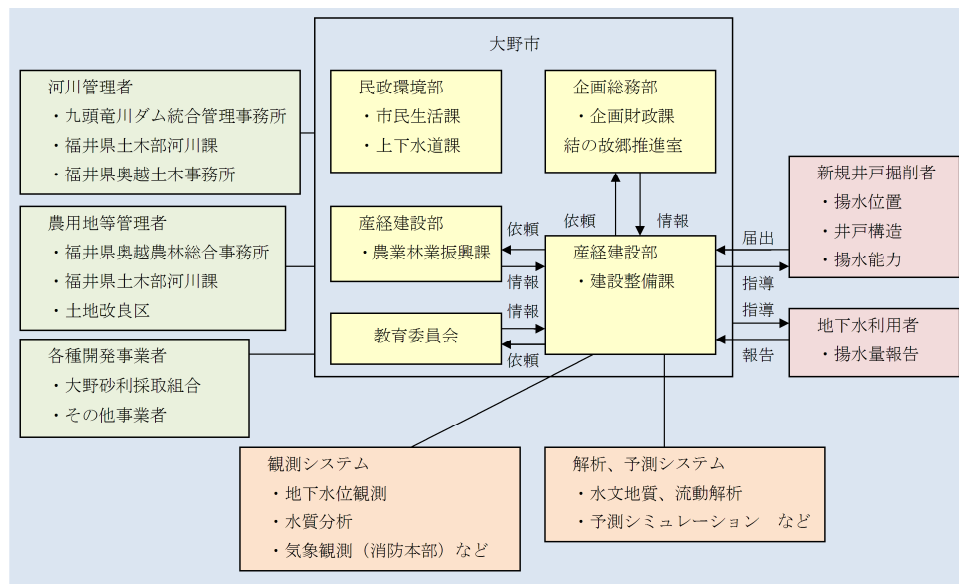 大野市
河川管理者
・九頭竜川ダム統合管理事務所
・福井県土木部河川課
・福井県奥越土木事務所
民政環境部
・市民生活課
・上下水道課
企画総務部
・企画財政課
結の故郷推進室
農用地等管理者
・福井県奥越農林総合事務所
・福井県土木部河川課
・土地改良区
産経建設部
・農業林業振興課
依頼
情報
依頼
情報
産経建設部
・建設整備課
届出
指導
新規井戸掘削者
・揚水位置
・井戸構造
・揚水能力
教育委員会
情報
依頼
指導
報告
地下水利用者
・揚水量報告
各種開発事業者
・大野砂利採取組合
・その他事業者
観測システム
・地下水位観測
・水質分析
・気象観測（消防本部）など
解析、予測システム
・水文地質、流動解析
・予測シミュレーション　など